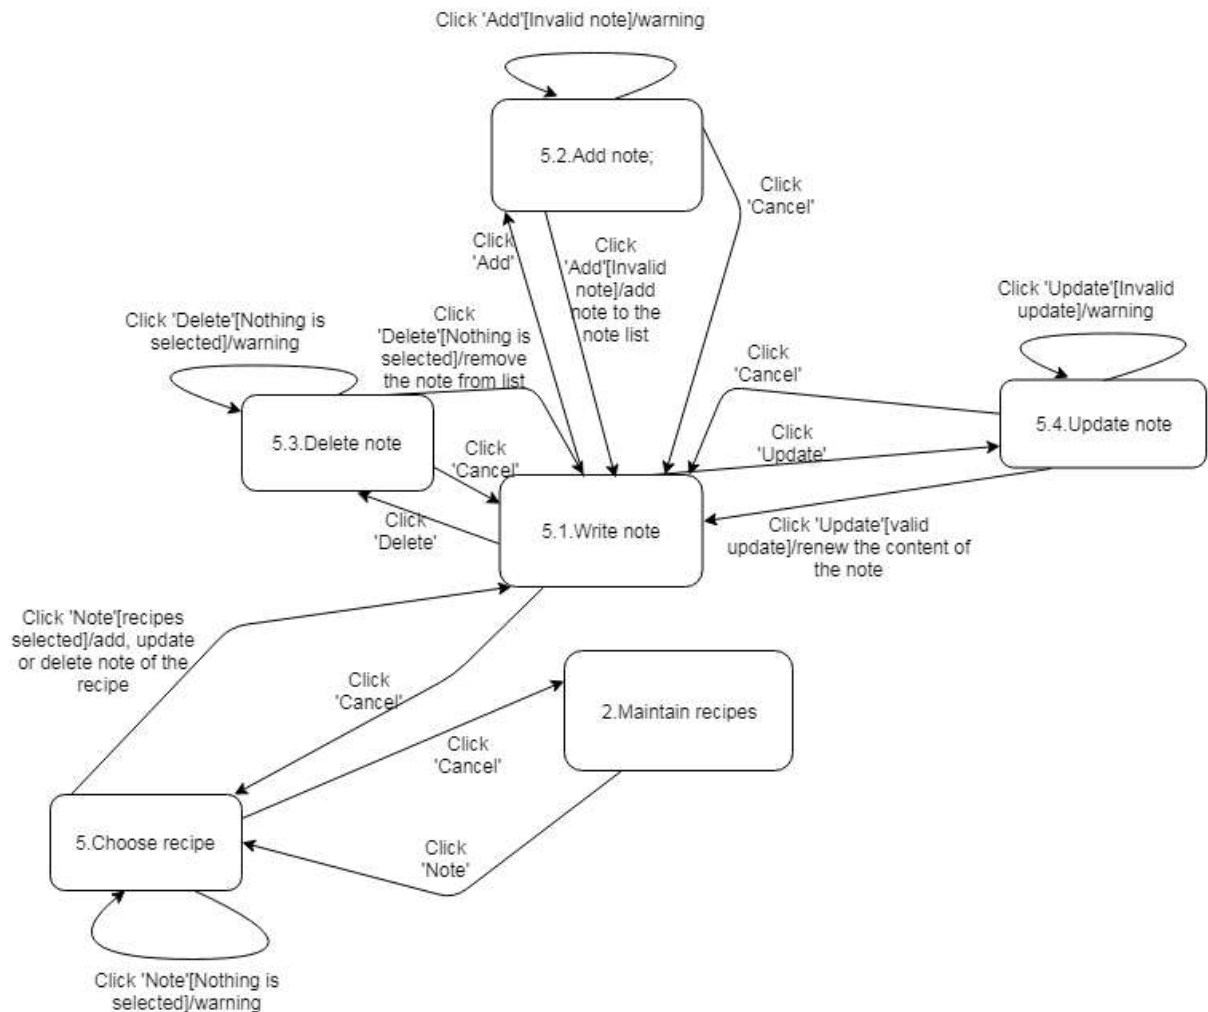 Click 'Add'[Invalid note]/warning
5.2.Add note;
Click
'Cancel'
Click
'Add'
Click
'Add'[Invalid
note]/add
note to the
note list
Click 'Update'[Invalid
update]/warning
Click 'Delete'[Nothing is
selected]/warning
Click
'Delete'[Nothing is
selected]/remove
the note from list
Click
'Cancel'
5.3.Delete note
5.4.Update note
Click
'Update'
Click
'Cancel'
5.1.Write note
Click
'Delete'
Click 'Update'[valid
update]/renew the content of
the note
Click 'Note'[recipes
selected]/add, update
or delete note of the
recipe
Click
'Cancel'
2.Maintain recipes
Click
'Cancel'
5.Choose recipe
Click
'Note'
Click 'Note'[Nothing is
selected]/warning